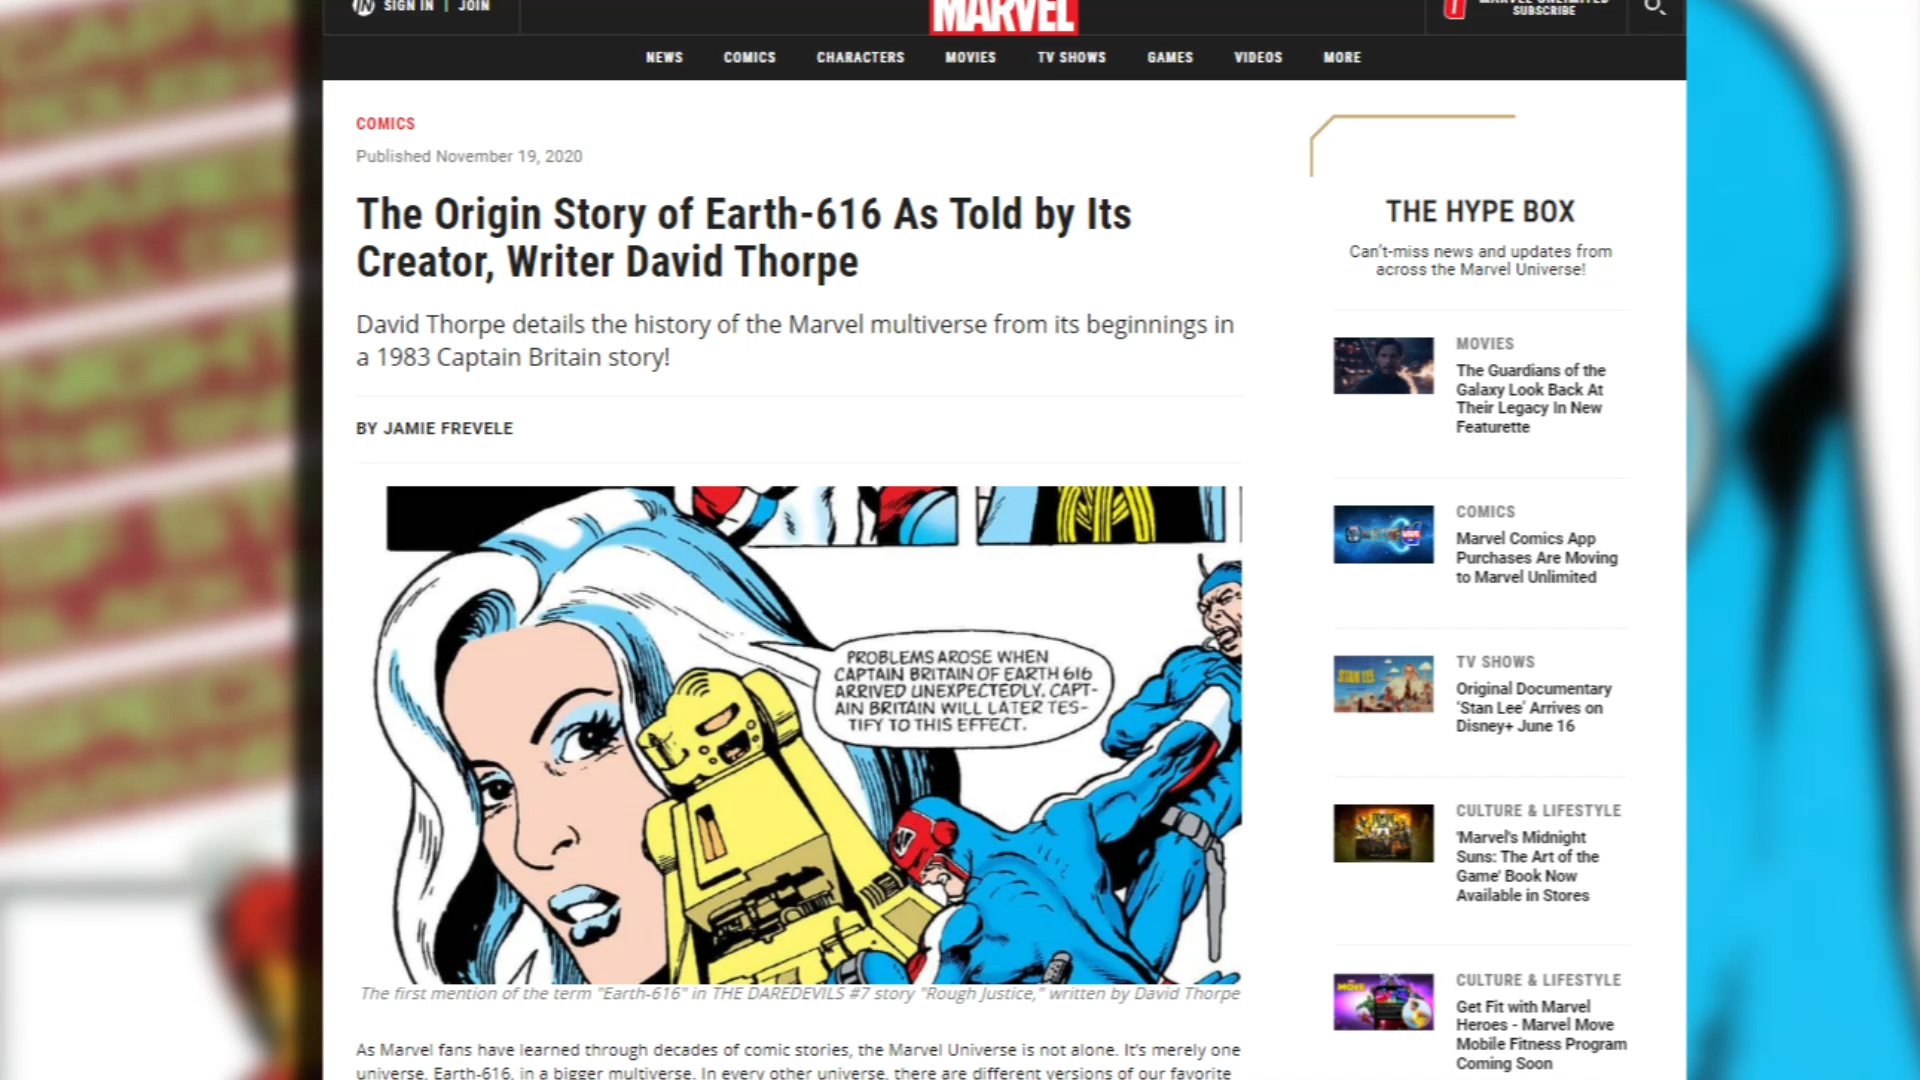 SIGN IN | JOIN
MARVEL
SUBSCRIBE
NEWS COMICS CHARACTERS MOVIES TV SHOWS GAMES VIDEOS MORE
COMICS
Published November 19, 2020
The Origin Story of Earth-616 As Told by Its
Creator, Writer David Thorpe
David Thorpe details the history of the Marvel multiverse from its beginnings in
a 1983 Captain Britain story!
BY JAMIE FREVELE
PROBLEMS AROSE WHEN
CAPTAIN BRITAIN OF EARTH 616
ARRIVED UNEXPECTEDLY. CAPT-
AIN BRITAIN WILL LATER TES-
TIFY TO THIS EFFECT.
The first mention of the term "Earth-616" in THE DAREDEVILS #7 story "Rough Justice," written by David Thorpe
As Marvel fans have learned through decades of comic stories, the Marvel Universe is not alone. It's merely one
universe, Earth-616, in a bigger multiverse. In every other universe, there are different versions of our favorite
THE HYPE BOX
Can't-miss news and updates from
across the Marvel Universe!
MOVIES
The Guardians of the
Galaxy Look Back At
Their Legacy In New
Featurette
COMICS
Marvel Comics App
Purchases Are Moving
to Marvel Unlimited
TV SHOWS
STAN LEE
Original Documentary
'Stan Lee' Arrives on
Disney+ June 16
CULTURE & LIFESTYLE
'Marvel's Midnight
Suns: The Art of the
Game' Book Now
Available in Stores
CULTURE & LIFESTYLE
MOVE
Get Fit with Marvel
Heroes - Marvel Move
Mobile Fitness Program
Coming Soon